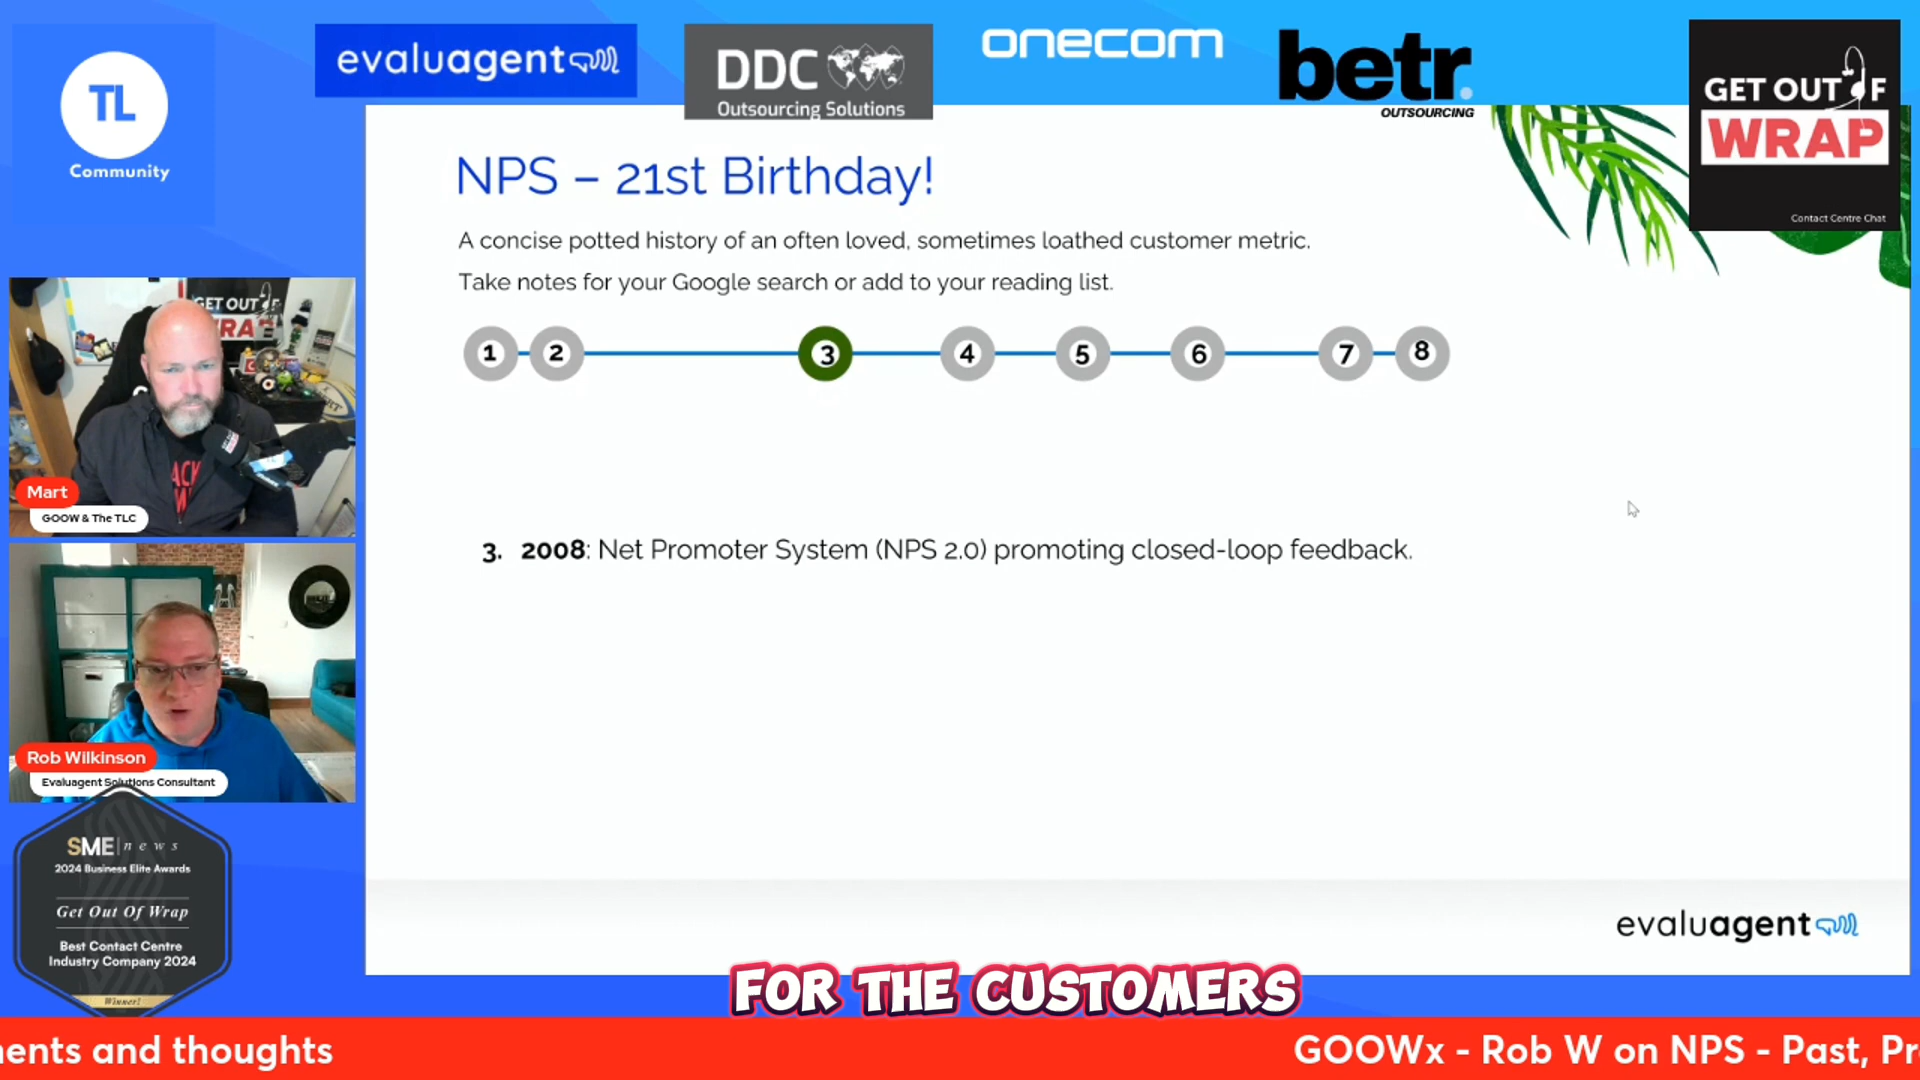 TL
Community
evaluagent
DDC
Outsourcing Solutions
onecom
betr.
OUTSOURCING
GET OUT OF
WRAP
Contact Centre Chat
NPS – 21st Birthday!
A concise potted history of an often loved, sometimes loathed customer metric.
Take notes for your Google search or add to your reading list.
1 2 3 4 5 6 7 8
3. 2008: Net Promoter System (NPS 2.0) promoting closed-loop feedback.
GET OUT OF
WRAP
Mart
GOOW & The TLC
Rob Wilkinson
Evaluagent Solutions Consultant
SME news
2024 Business Elite Awards
Get Out Of Wrap
Best Contact Centre
Industry Company 2024
Winner!
evaluagent
FOR THE CUSTOMERS
ents and thoughts
GOOWx - Rob W on NPS - Past, Pr